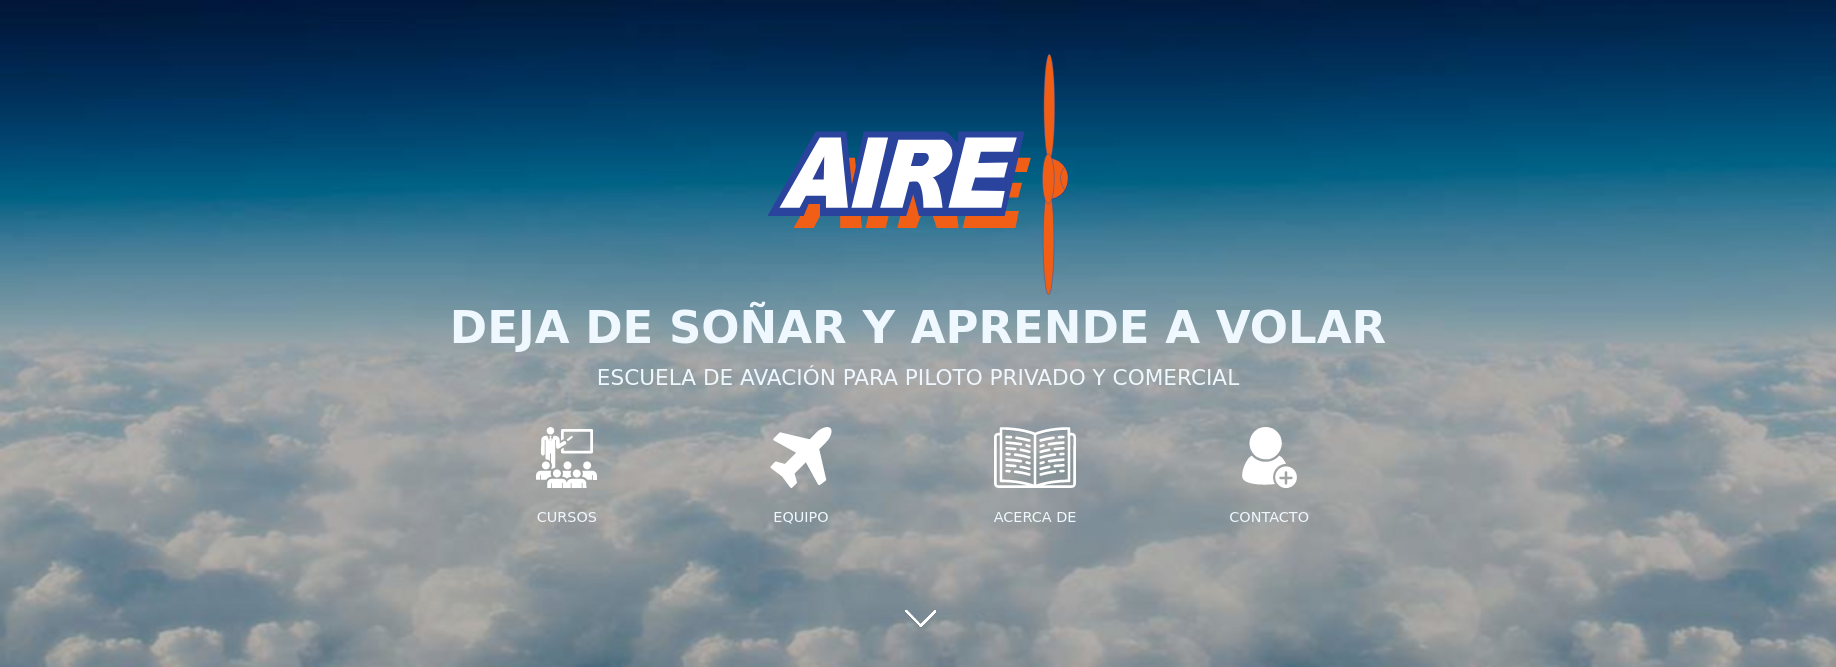 AIRE
DEJA DE SOÑAR Y APRENDE A VOLAR
ESCUELA DE AVACIÓN PARA PILOTO PRIVADO Y COMERCIAL
CURSOS
EQUIPO
ACERCA DE
CONTACTO